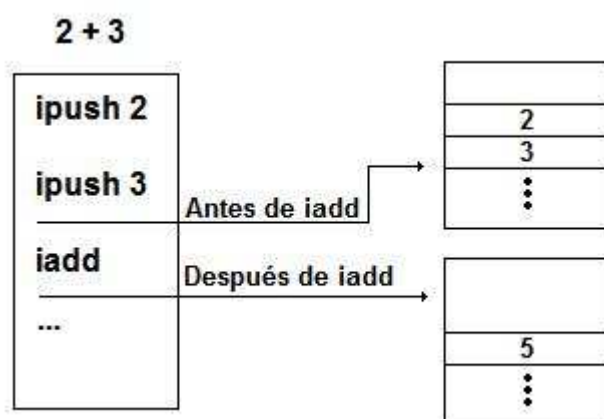 2 + 3
ipush 2
ipush 3
iadd
...
Antes de iadd
Después de iadd
2
3
5